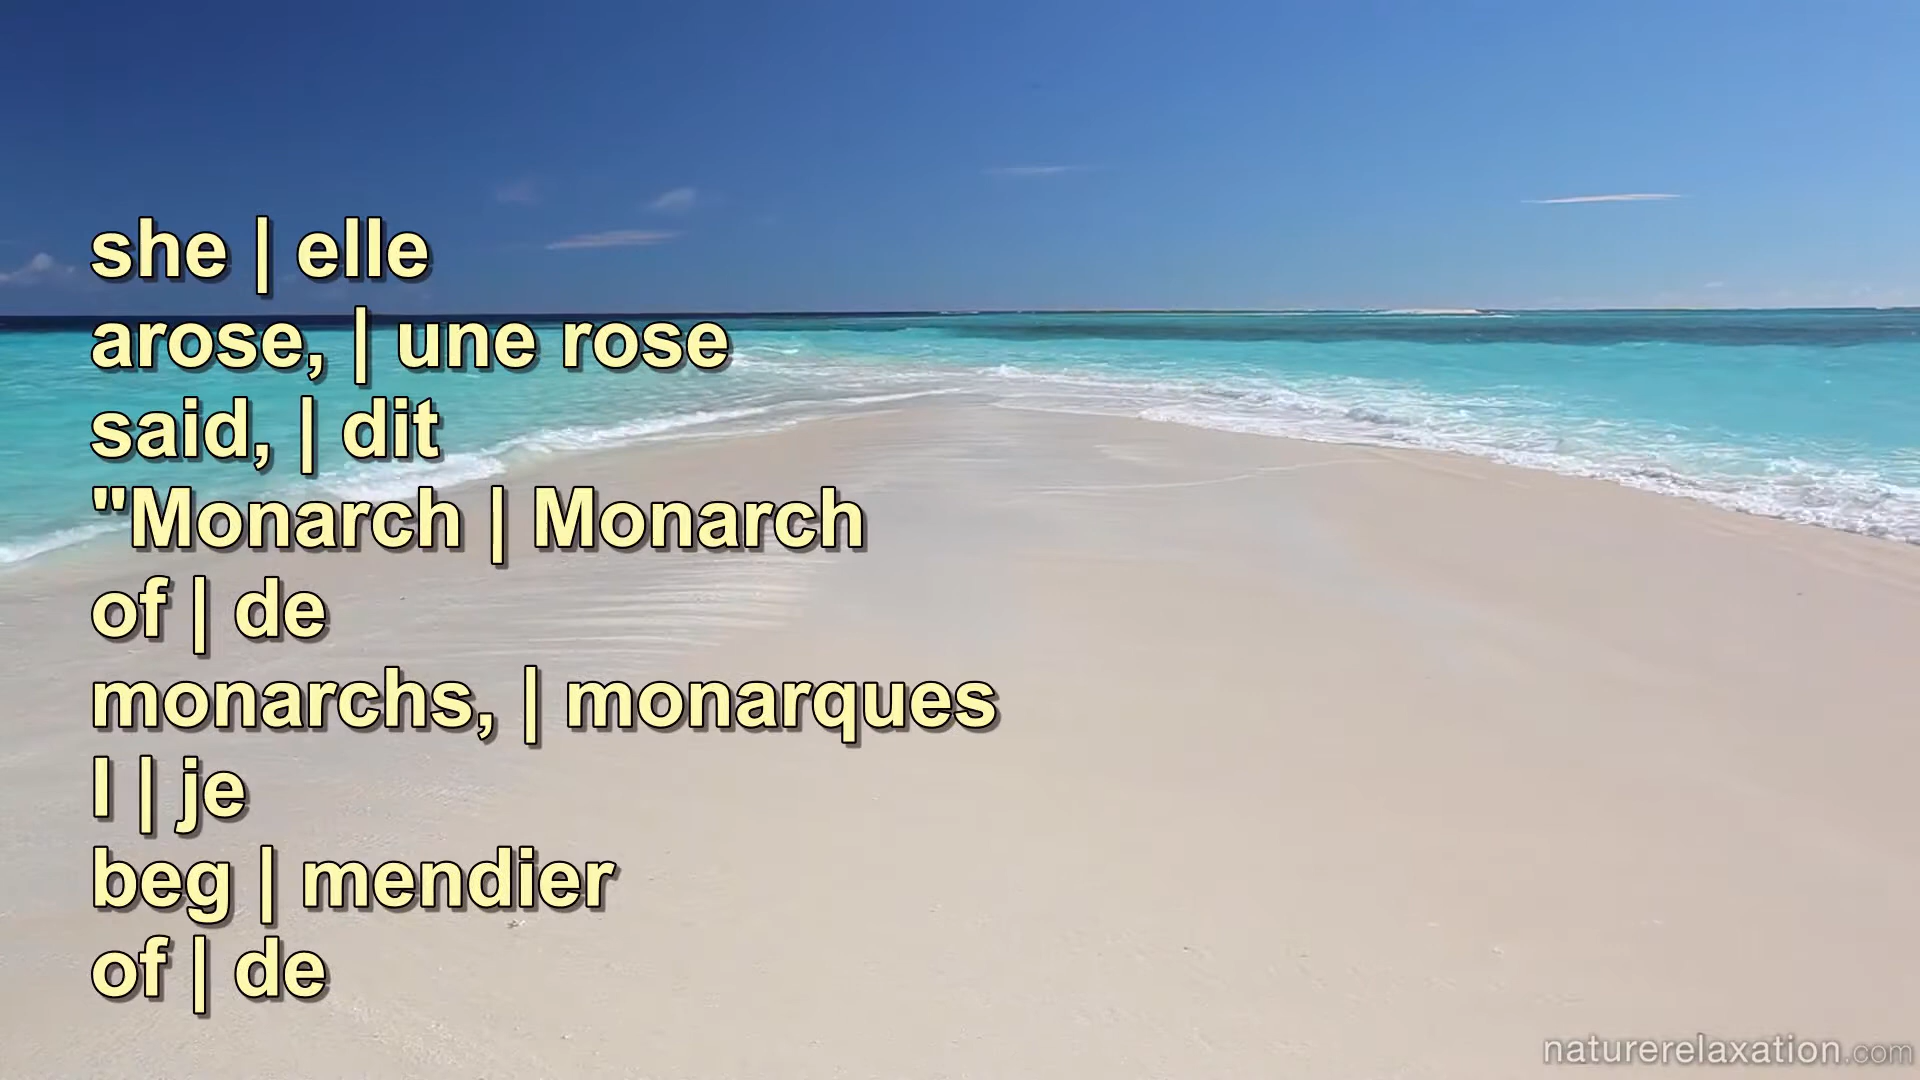 she | elle
arose, | une rose
said, | dit
"Monarch | Monarch
of | de
monarchs, | monarques
I | je
beg | mendier
of | de
naturerelaxation.com